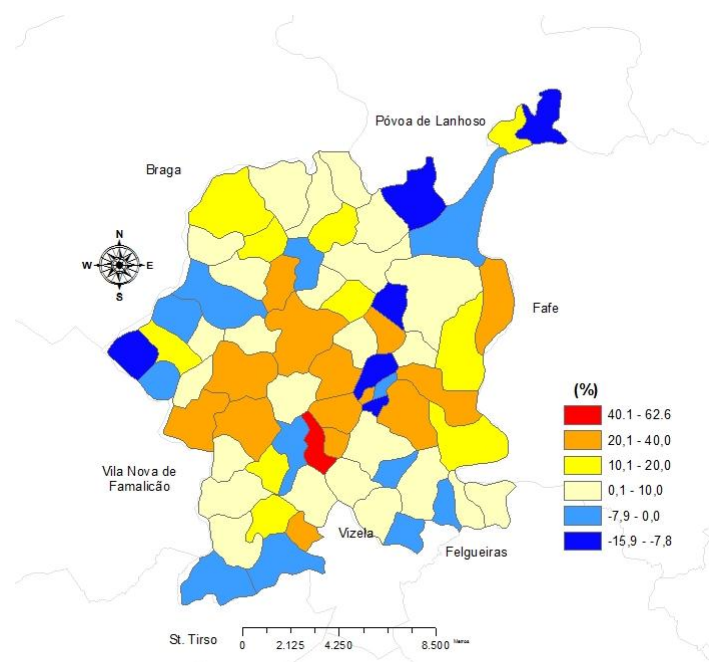 Póvoa de Lanhoso
Braga
N
W E
S
Fafe
(%)
40.1 - 62.6
20,1 - 40,0
10,1 - 20,0
0,1 - 10,0
-7,9 - 0,0
-15,9 - -7,8
Vila Nova de
Famalicão
Vizela
Felgueiras
St. Tirso
0 2.125 4.250 8.500